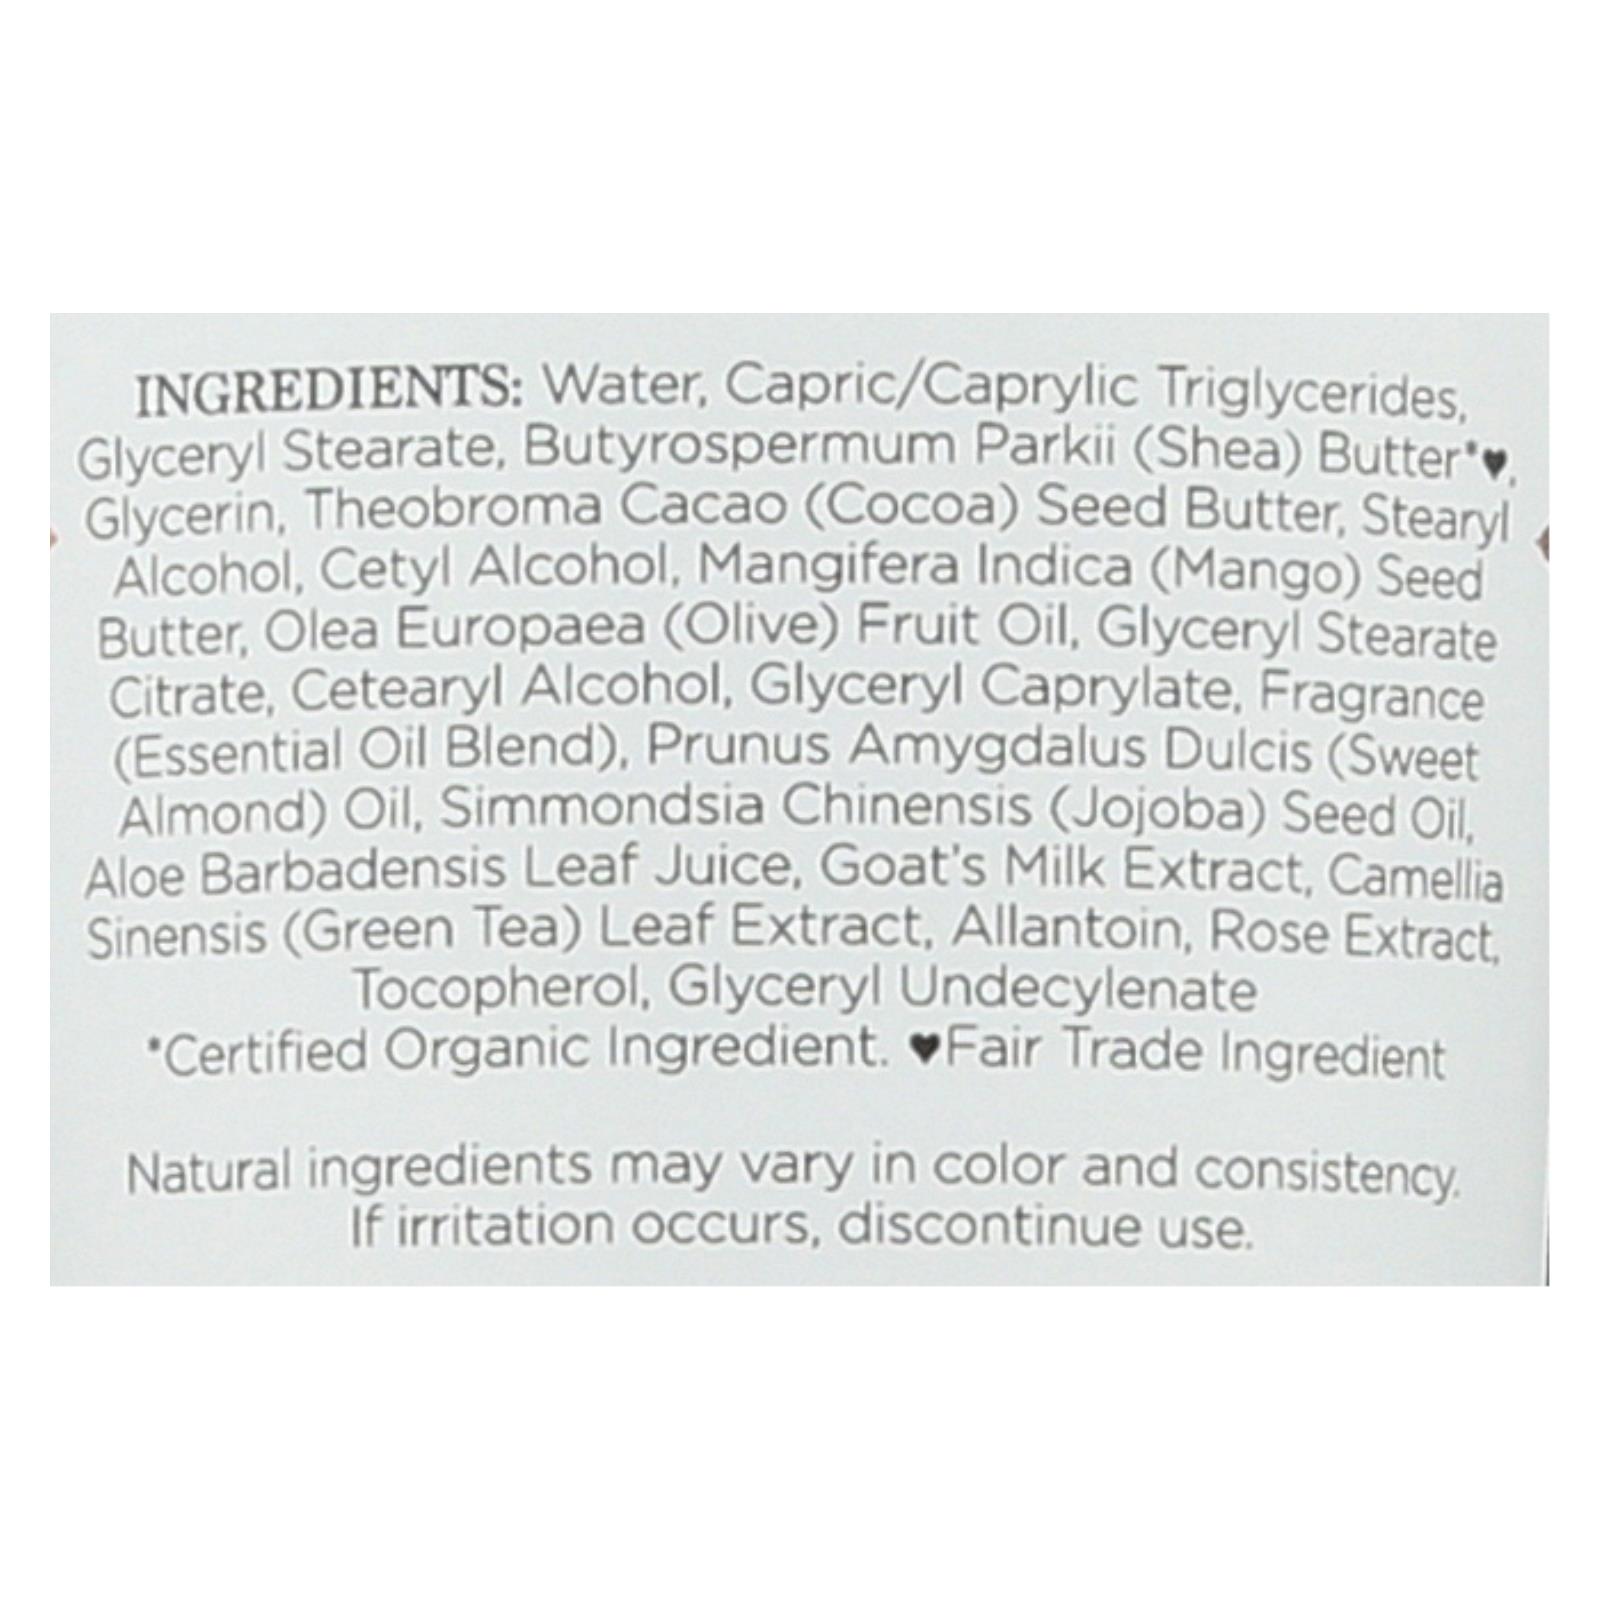 INGREDIENTS: Water, Capric/Caprylic Triglycerides,
Glyceryl Stearate, Butyrospermum Parkii (Shea) Butter*♥,
Glycerin, Theobroma Cacao (Cocoa) Seed Butter, Stearyl
Alcohol, Cetyl Alcohol, Mangifera Indica (Mango) Seed
Butter, Olea Europaea (Olive) Fruit Oil, Glyceryl Stearate
Citrate, Cetearyl Alcohol, Glyceryl Caprylate, Fragrance
(Essential Oil Blend), Prunus Amygdalus Dulcis (Sweet
Almond) Oil, Simmondsia Chinensis (Jojoba) Seed Oil,
Aloe Barbadensis Leaf Juice, Goat's Milk Extract, Camellia
Sinensis (Green Tea) Leaf Extract, Allantoin, Rose Extract,
Tocopherol, Glyceryl Undecylenate
*Certified Organic Ingredient. ♥Fair Trade Ingredient
Natural ingredients may vary in color and consistency.
If irritation occurs, discontinue use.